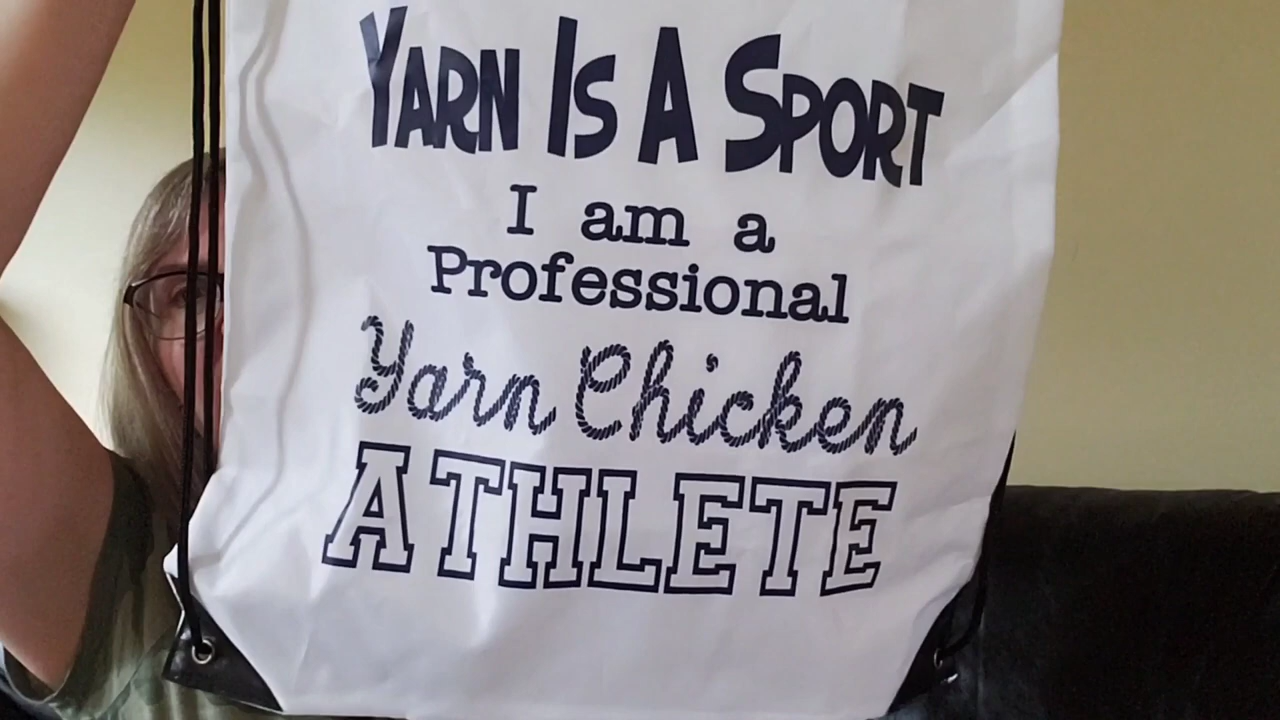 YARN IS A SPORT
I am a
Professional
Yarn Chicken
ATHLETE